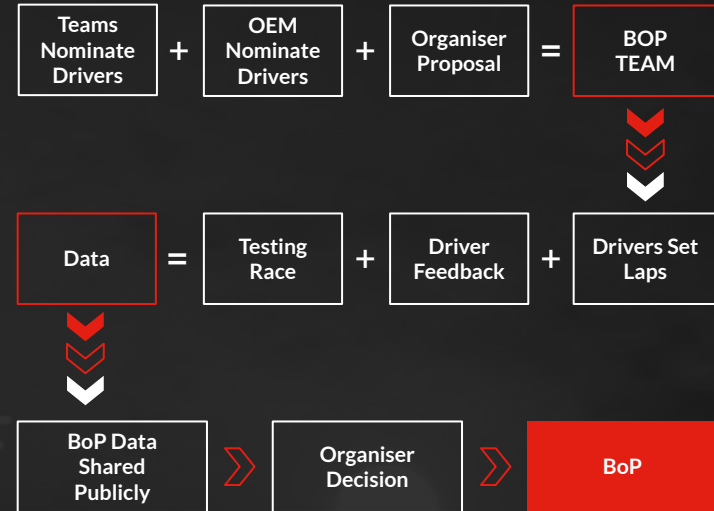 Teams
Nominate
Drivers
+
OEM
Nominate
Drivers
+
Organiser
Proposal
=
BOP
TEAM
Data
=
Testing
Race
+
Driver
Feedback
+
Drivers Set
Laps
BoP Data
Shared
Publicly
Organiser
Decision
BoP